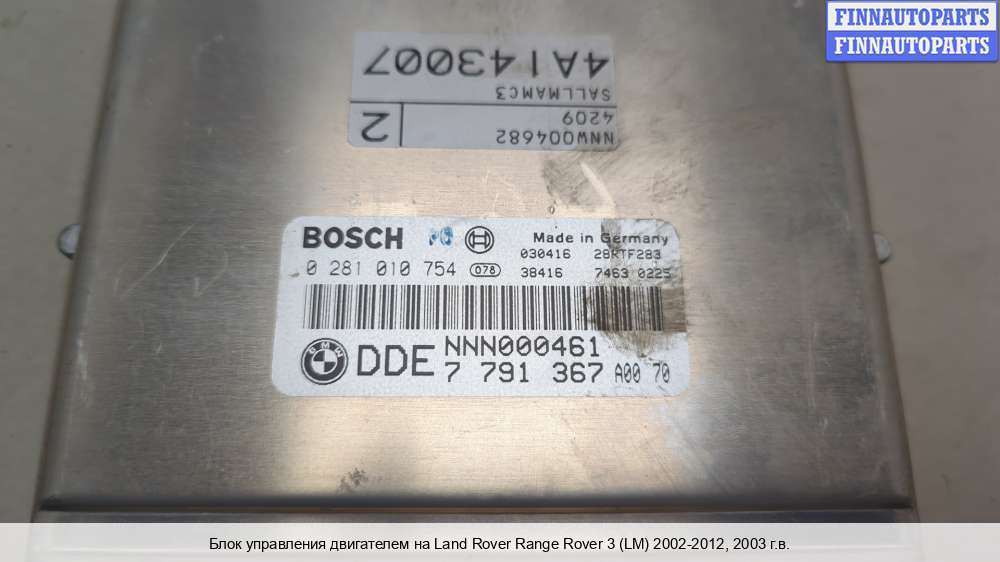 FINNAUTOPARTS
FINNAUTOPARTS
NNW004682
4209
2
SALLMAMC3
4A143007
BOSCH
Made in Germany
030416 28RTF283
0 281 010 754 078 38416 7463 0225
BMW
DDE NNN000461
7 791 367 A00 70
Блок управления двигателем на Land Rover Range Rover 3 (LM) 2002-2012, 2003 г.в.